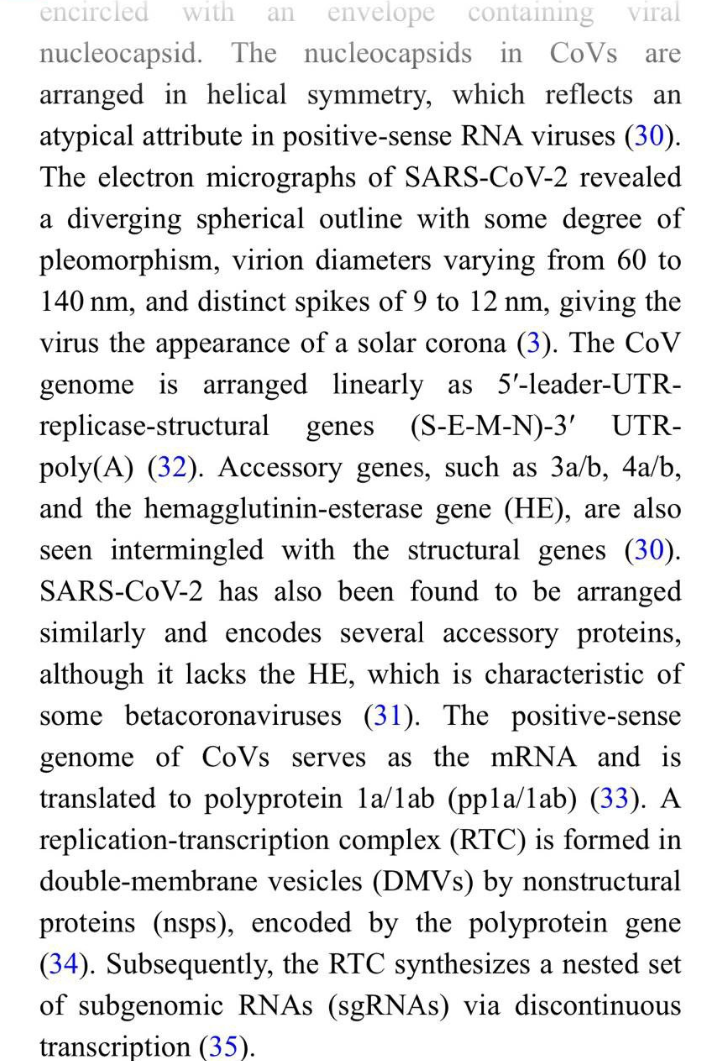 encircled with an envelope containing viral
nucleocapsid. The nucleocapsids in CoVs are
arranged in helical symmetry, which reflects an
atypical attribute in positive-sense RNA viruses (30).
The electron micrographs of SARS-CoV-2 revealed
a diverging spherical outline with some degree of
pleomorphism, virion diameters varying from 60 to
140 nm, and distinct spikes of 9 to 12 nm, giving the
virus the appearance of a solar corona (3). The CoV
genome is arranged linearly as 5′-leader-UTR-
replicase-structural genes (S-E-M-N)-3′ UTR-
poly(A) (32). Accessory genes, such as 3a/b, 4a/b,
and the hemagglutinin-esterase gene (HE), are also
seen intermingled with the structural genes (30).
SARS-CoV-2 has also been found to be arranged
similarly and encodes several accessory proteins,
although it lacks the HE, which is characteristic of
some betacoronaviruses (31). The positive-sense
genome of CoVs serves as the mRNA and is
translated to polyprotein 1a/1ab (pp1a/1ab) (33). A
replication-transcription complex (RTC) is formed in
double-membrane vesicles (DMVs) by nonstructural
proteins (nsps), encoded by the polyprotein gene
(34). Subsequently, the RTC synthesizes a nested set
of subgenomic RNAs (sgRNAs) via discontinuous
transcription (35).